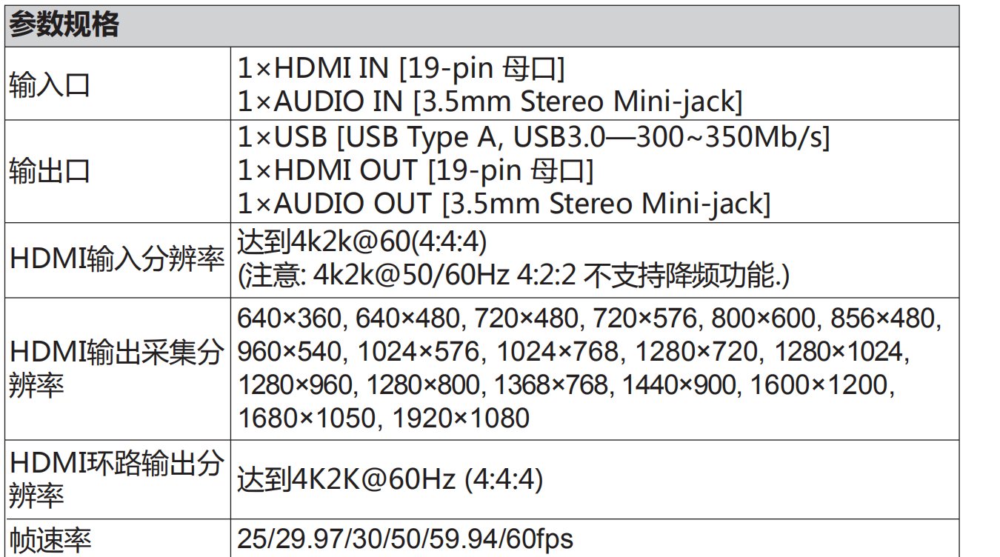 参数规格
输入口
1×HDMI IN [19-pin 母口]
1×AUDIO IN [3.5mm Stereo Mini-jack]
输出口
1×USB [USB Type A, USB3.0—300~350Mb/s]
1×HDMI OUT [19-pin 母口]
1×AUDIO OUT [3.5mm Stereo Mini-jack]
HDMI输入分辨率
达到4k2k@60(4:4:4)
(注意: 4k2k@50/60Hz 4:2:2 不支持降频功能.)
HDMI输出采集分
辨率
640×360, 640×480, 720×480, 720×576, 800×600, 856×480,
960×540, 1024×576, 1024×768, 1280×720, 1280×1024,
1280×960, 1280×800, 1368×768, 1440×900, 1600×1200,
1680×1050, 1920×1080
HDMI环路输出分
辨率
达到4K2K@60Hz (4:4:4)
帧速率
25/29.97/30/50/59.94/60fps